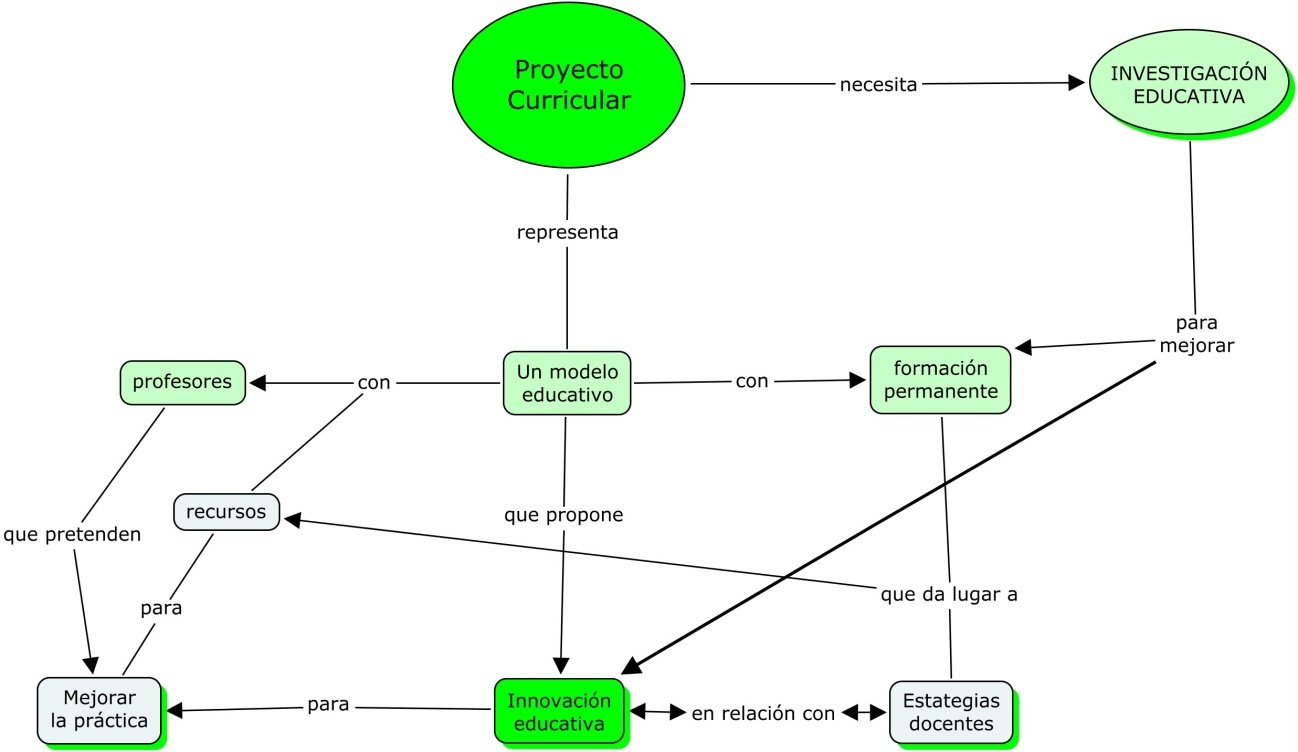 Proyecto
Curricular
necesita
INVESTIGACIÓN
EDUCATIVA
representa
para
mejorar
profesores
con
Un modelo
educativo
con
formación
permanente
recursos
que pretenden
que propone
que da lugar a
para
Mejorar
la práctica
para
Innovación
educativa
en relación con
Estategias
docentes